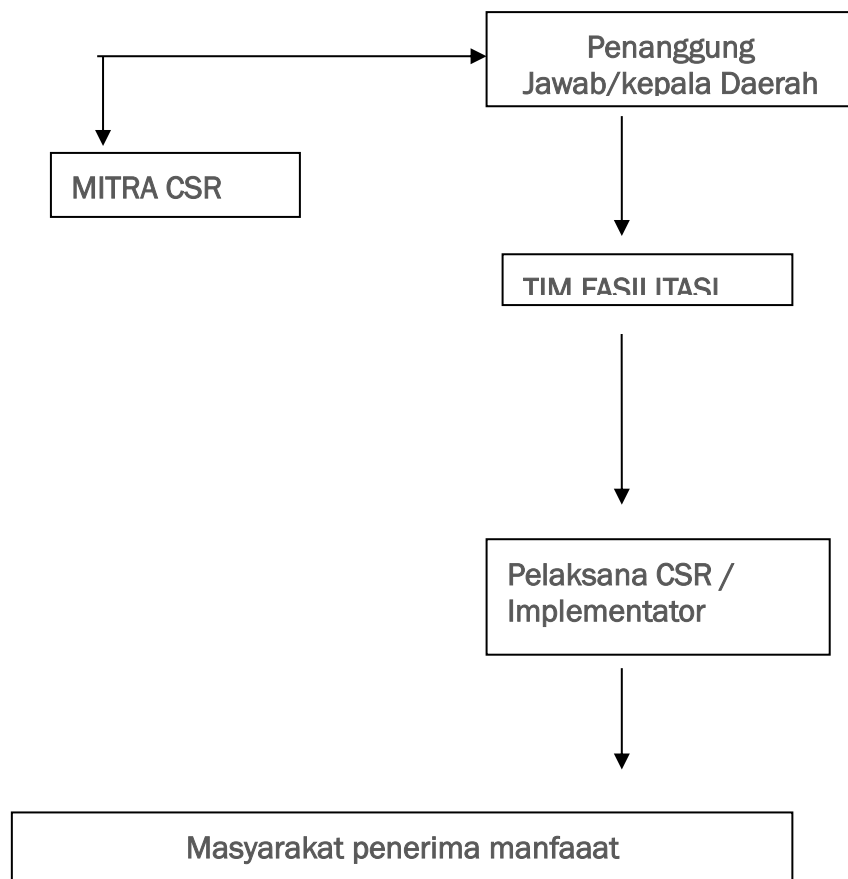 Penanggung
Jawab/kepala Daerah
MITRA CSR
TIM FASILITASI
Pelaksana CSR /
Implementator
Masyarakat penerima manfaaat